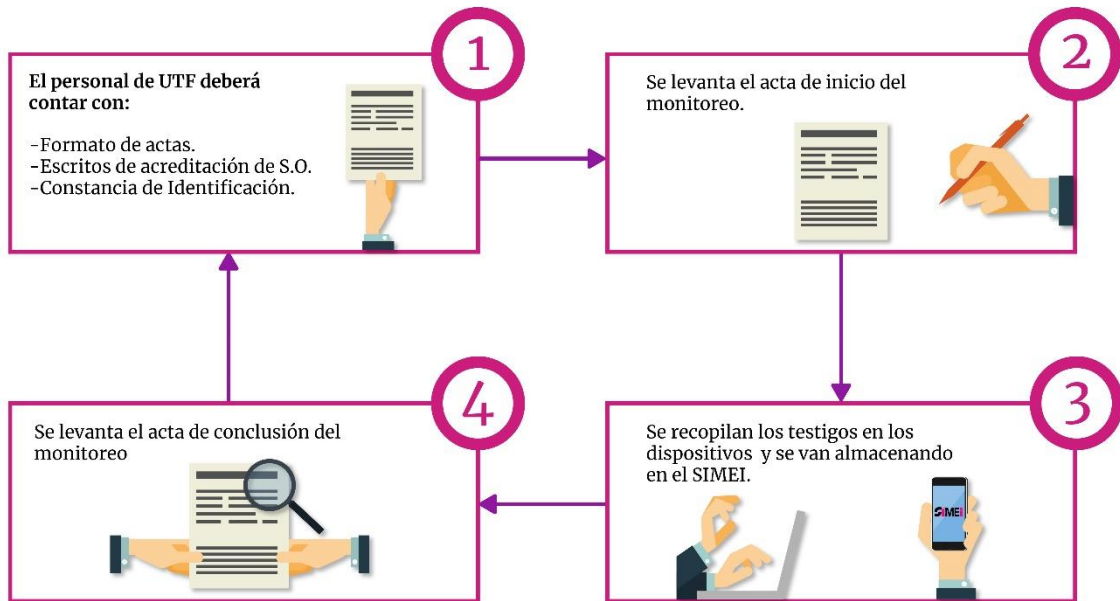 1
El personal de UTF deberá
contar con:
-Formato de actas.
-Escritos de acreditación de S.O.
-Constancia de Identificación.
2
Se levanta el acta de inicio del
monitoreo.
3
Se recopilan los testigos en los
dispositivos y se van almacenando
en el SIMEI.
SIMEI
4
Se levanta el acta de conclusión del
monitoreo